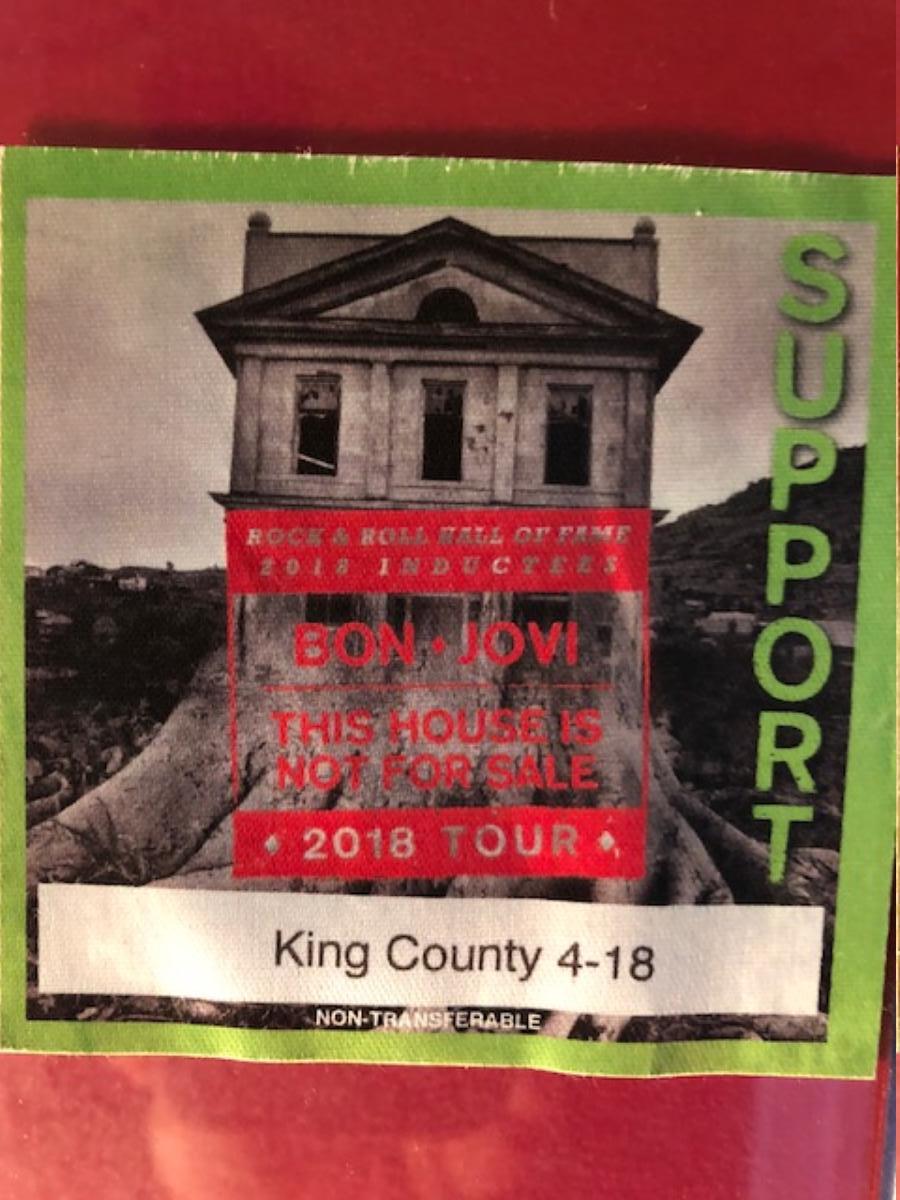 SUPPORT
ROCK & ROLL HALL OF FAME
2018 INDUCTEES
BON • JOVI
THIS HOUSE IS
NOT FOR SALE
♦ 2018 TOUR ♦
King County 4-18
NON-TRANSFERABLE